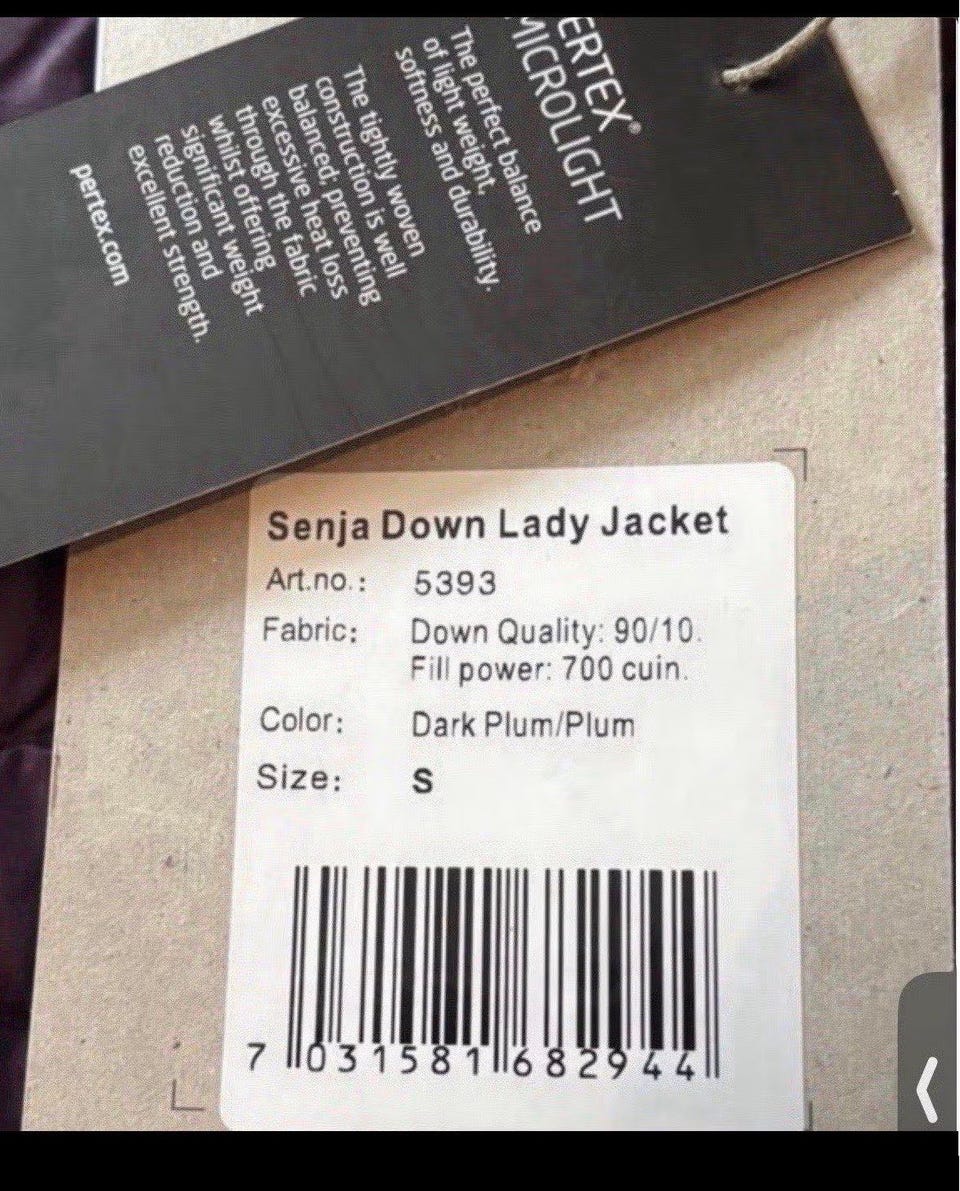 ERTEX®
MICROLIGHT
The perfect balance
of light weight,
softness and durability.
The tightly woven
construction is well
balanced; preventing
excessive heat loss
through the fabric
whilst offering
significant weight
reduction and
excellent strength.
pertex.com
Senja Down Lady Jacket
Art.no.: 5393
Fabric: Down Quality: 90/10.
Fill power: 700 cuin.
Color: Dark Plum/Plum
Size: S
7 031581 682944